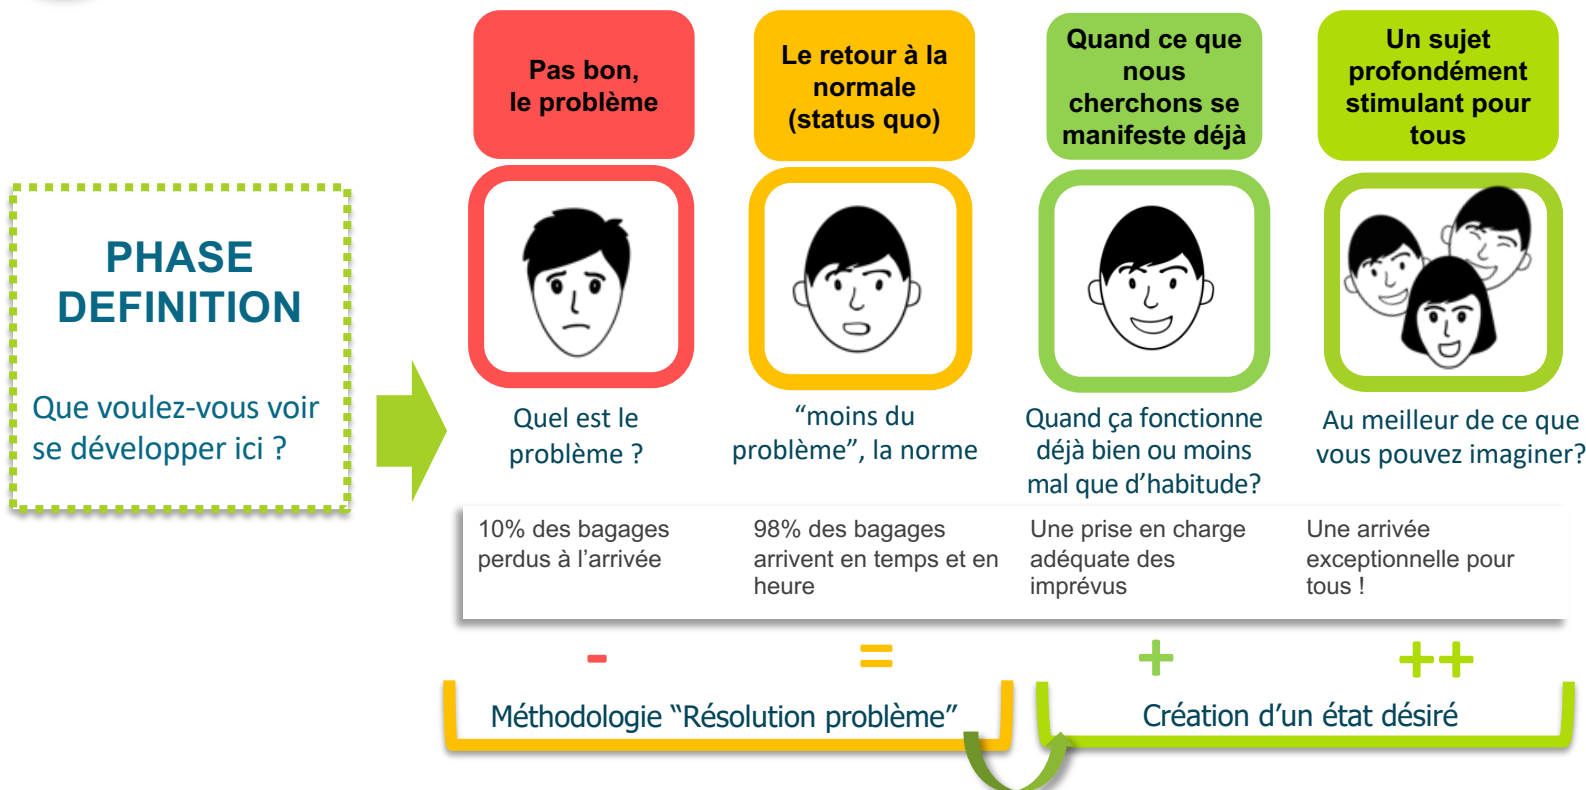 PHASE
DEFINITION
Que voulez-vous voir
se développer ici ?
Pas bon,
le problème
Le retour à la
normale
(status quo)
Quand ce que
nous
cherchons se
manifeste déjà
Un sujet
profondément
stimulant pour
tous
Quel est le
problème ?
“moins du
problème”, la norme
Quand ça fonctionne
déjà bien ou moins
mal que d’habitude?
Au meilleur de ce que
vous pouvez imaginer?
10% des bagages
perdus à l’arrivée
98% des bagages
arrivent en temps et en
heure
Une prise en charge
adéquate des
imprévus
Une arrivée
exceptionnelle pour
tous !
-
=
+
++
Méthodologie “Résolution problème”
Création d’un état désiré